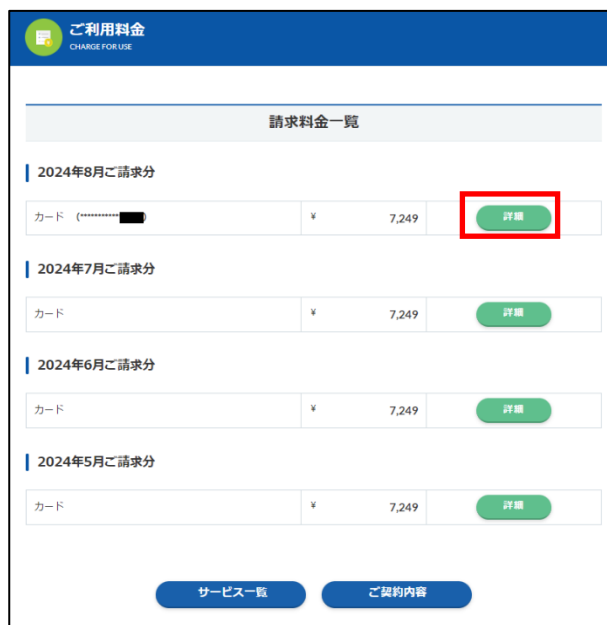 ご利用料金
CHARGE FOR USE
請求料金一覧
2024年8月ご請求分
カード (***********) ¥ 7,249 詳細
2024年7月ご請求分
カード ¥ 7,249 詳細
2024年6月ご請求分
カード ¥ 7,249 詳細
2024年5月ご請求分
カード ¥ 7,249 詳細
サービス一覧 ご契約内容